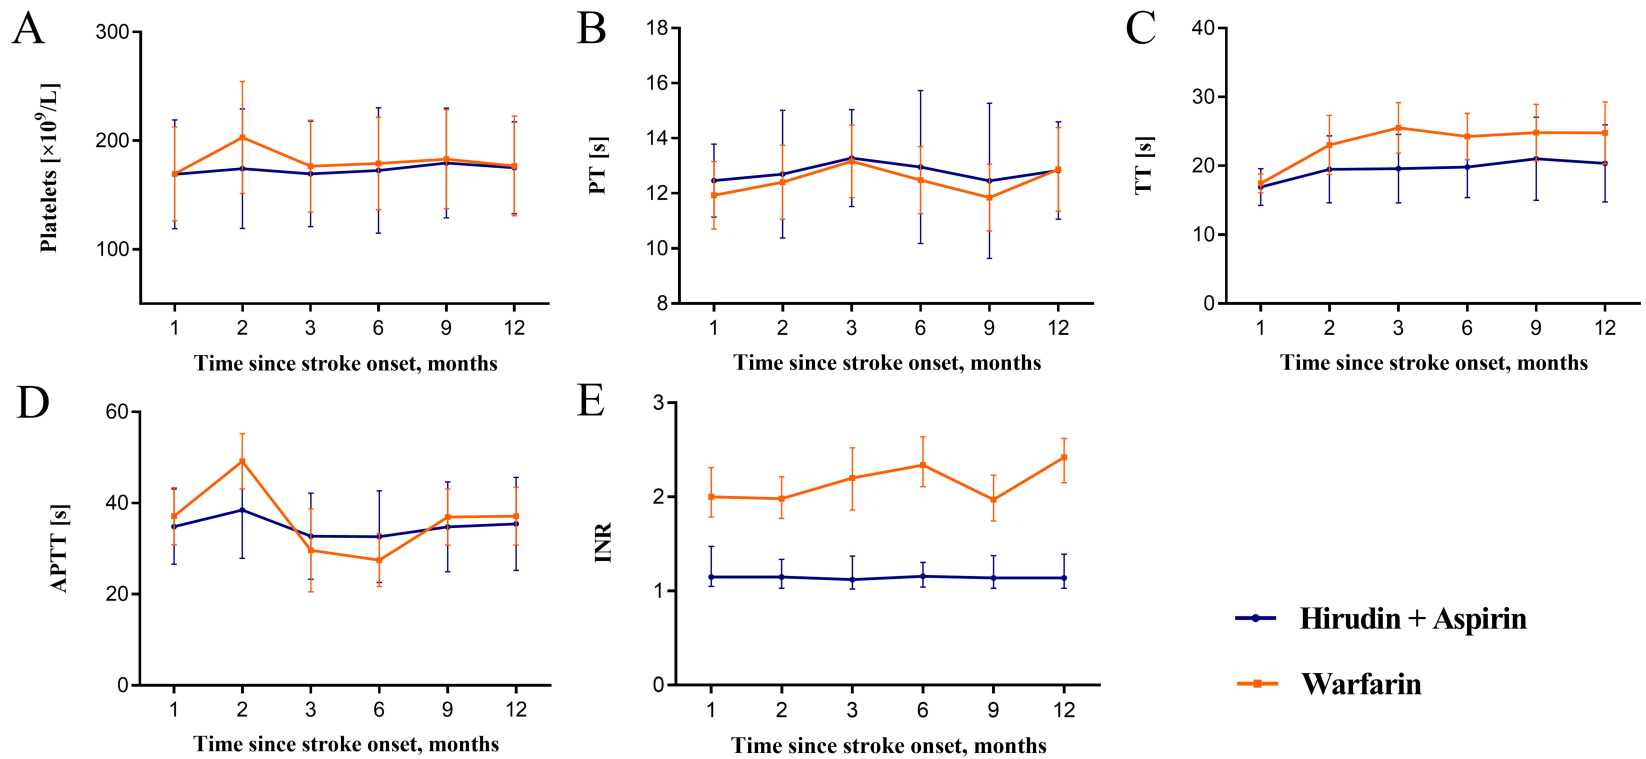 A
Platelets [×10⁹/L]
300
200
100
1 2 3 6 9 12
Time since stroke onset, months
B
PT [s]
18
16
14
12
10
8
1 2 3 6 9 12
Time since stroke onset, months
C
TT [s]
40
30
20
10
0
1 2 3 6 9 12
Time since stroke onset, months
D
APTT [s]
60
40
20
0
1 2 3 6 9 12
Time since stroke onset, months
E
INR
3
2
1
0
1 2 3 6 9 12
Time since stroke onset, months
Hirudin + Aspirin
Warfarin